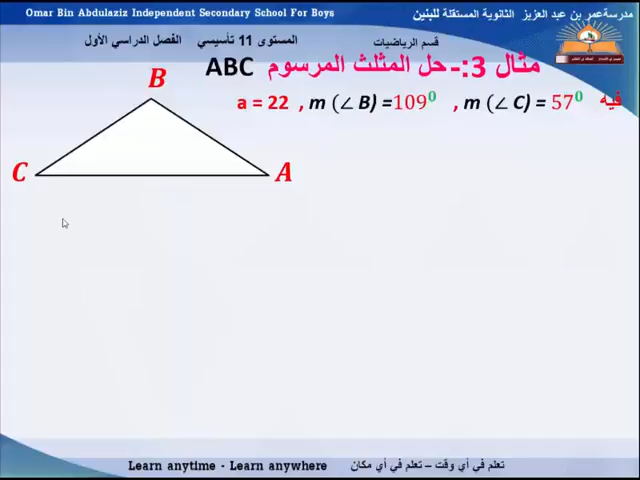 Omar Bin Abdulaziz Independent Secondary School For Boys
مدرسة عمر بن عبد العزيز الثانوية المستقلة للبنين
قسم الرياضيات
المستوى 11 تأسيسي
الفصل الدراسي الأول
مثال 3:- حل المثلث المرسوم ABC
فيه a = 22 , m (∠ B) =109⁰ , m (∠ C) = 57⁰
B
C
A
Learn anytime - Learn anywhere
تعلم في أي وقت – تعلم في أي مكان